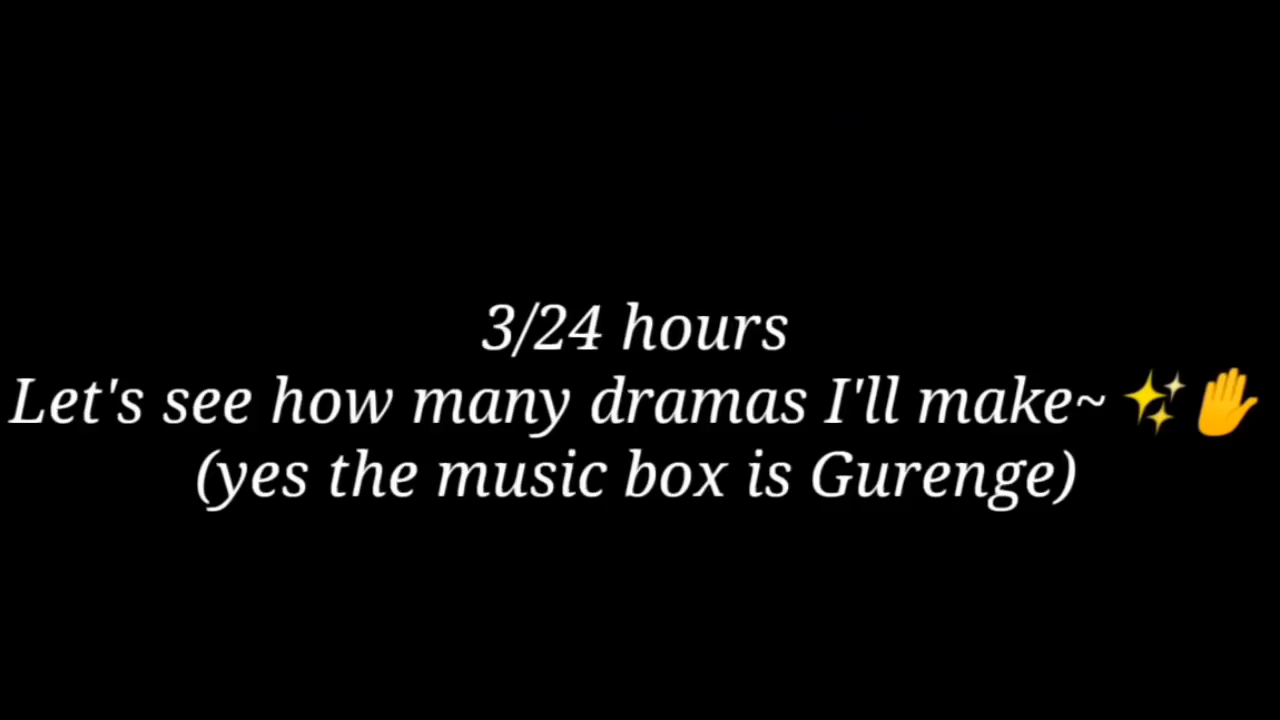 3/24 hours
Let's see how many dramas I'll make~ ✨🤚
(yes the music box is Gurenge)